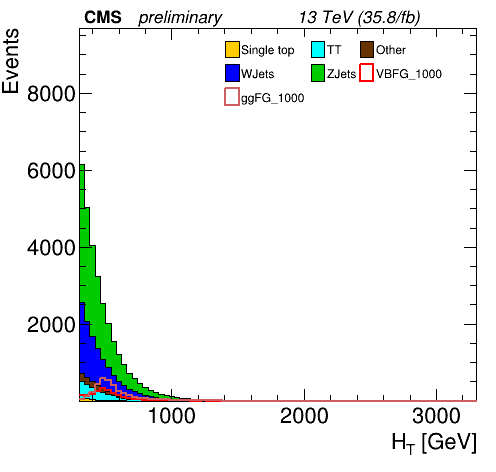 CMS preliminary 13 TeV (35.8/fb)
Events
Single top TT Other
WJets ZJets VBFG_1000
ggFG_1000
8000
6000
4000
2000
1000 2000 3000
H_T [GeV]